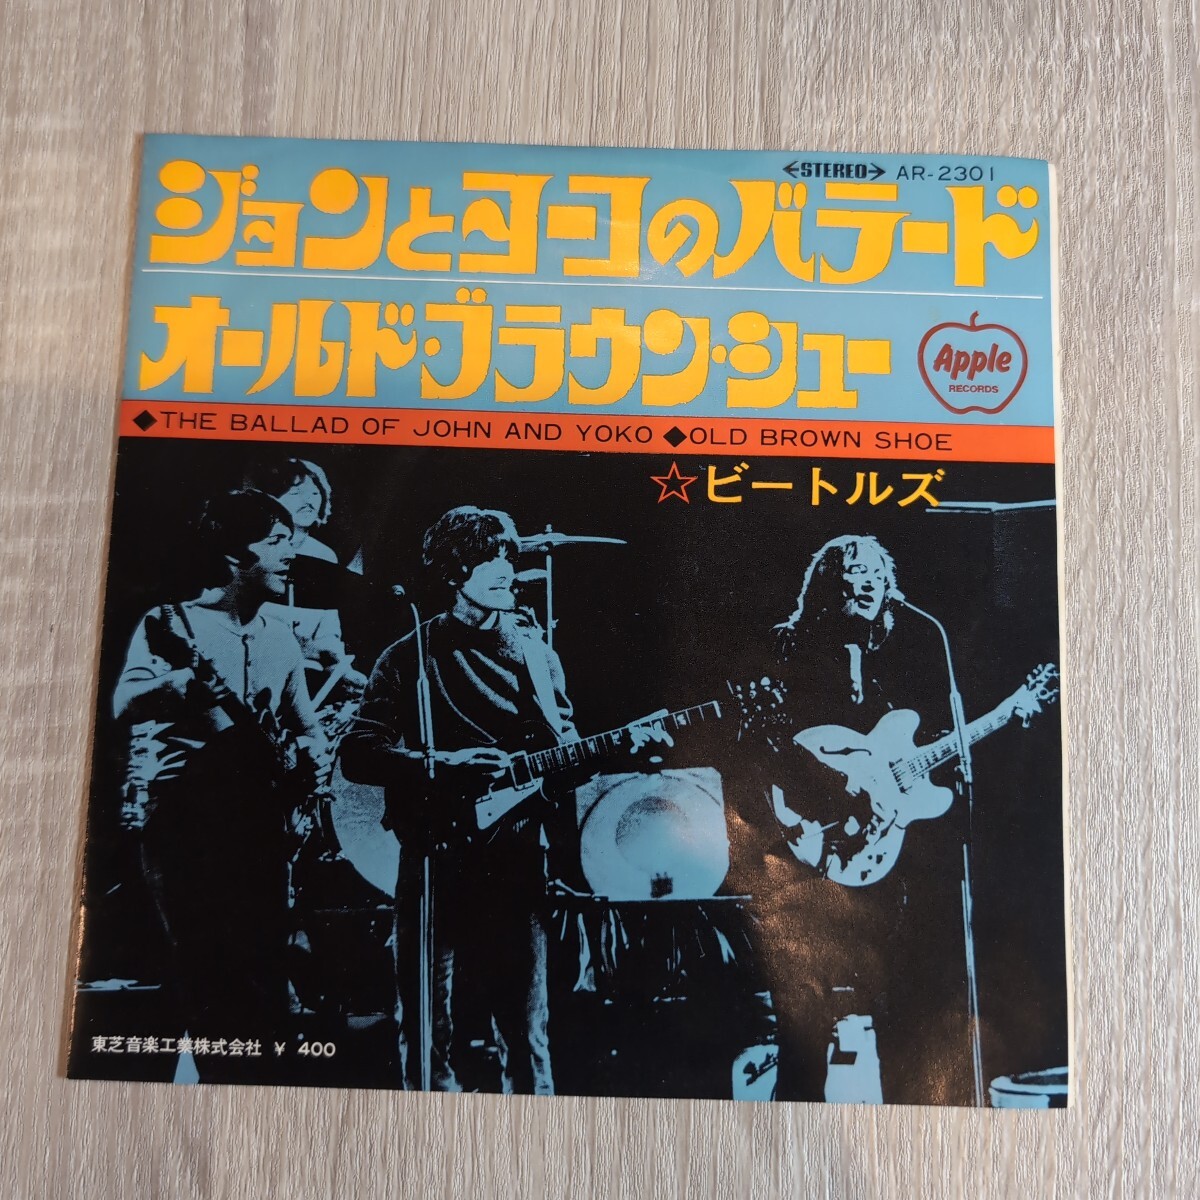 ←STEREO→ AR-2301
ジョンとヨーコのバラード
オールド・ブラウン・シュー
Apple
RECORDS
◆THE BALLAD OF JOHN AND YOKO ◆OLD BROWN SHOE
☆ビートルズ
東芝音楽工業株式会社 ¥ 400